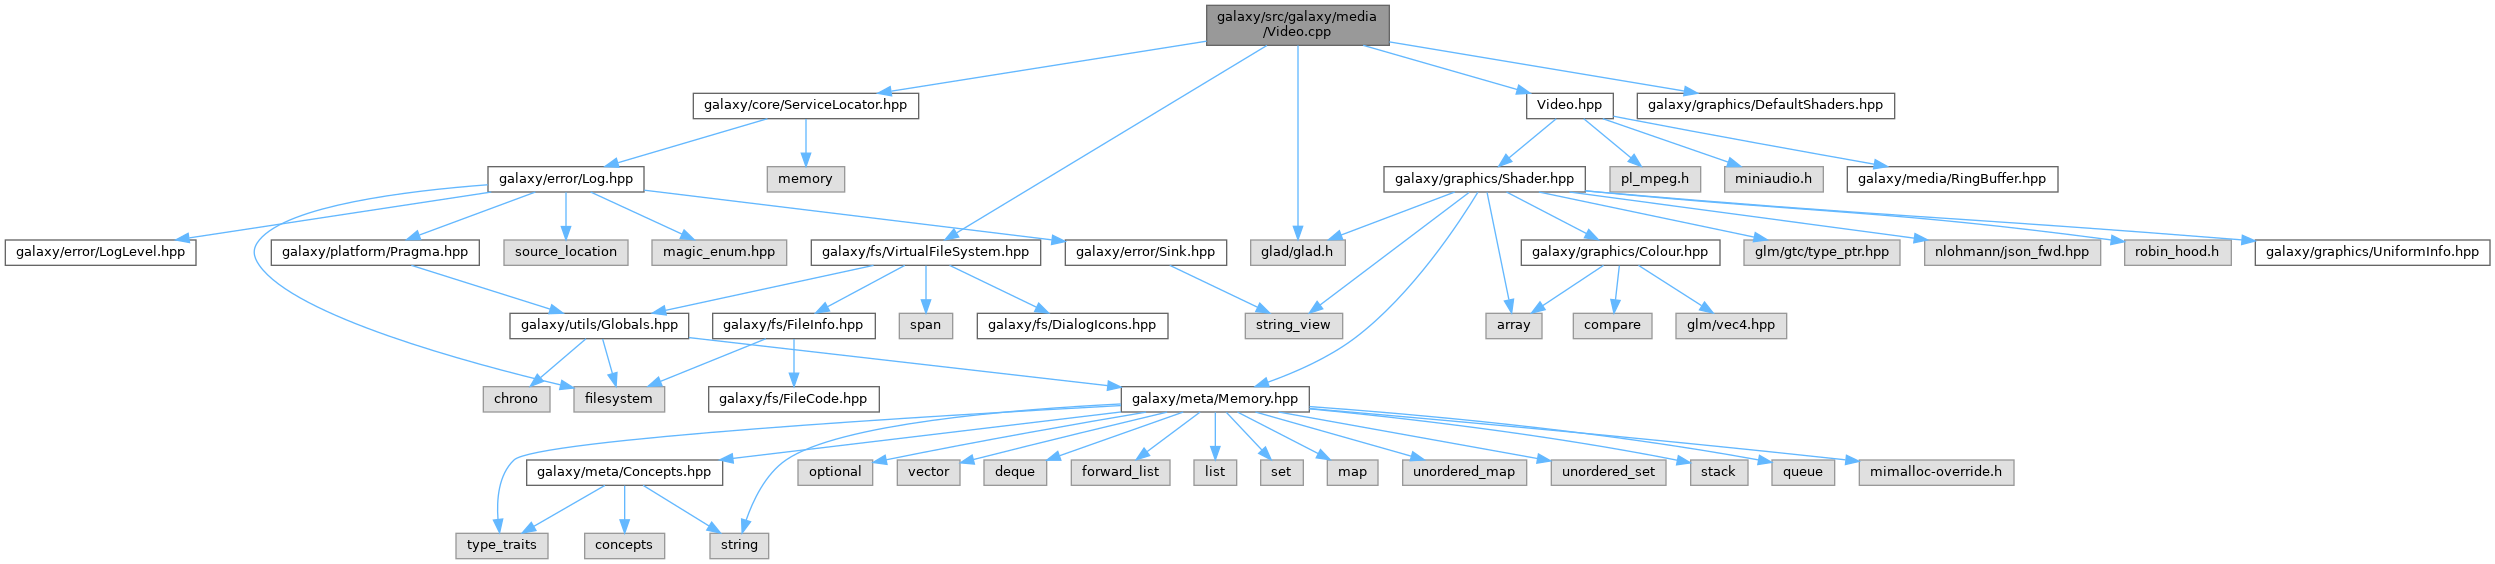 galaxy/src/galaxy/media
/Video.cpp
galaxy/core/ServiceLocator.hpp
Video.hpp
galaxy/graphics/DefaultShaders.hpp
galaxy/error/Log.hpp
memory
galaxy/graphics/Shader.hpp
pl_mpeg.h
miniaudio.h
galaxy/media/RingBuffer.hpp
galaxy/error/LogLevel.hpp
galaxy/platform/Pragma.hpp
source_location
magic_enum.hpp
galaxy/fs/VirtualFileSystem.hpp
galaxy/error/Sink.hpp
glad/glad.h
galaxy/graphics/Colour.hpp
glm/gtc/type_ptr.hpp
nlohmann/json_fwd.hpp
robin_hood.h
galaxy/graphics/UniformInfo.hpp
galaxy/utils/Globals.hpp
galaxy/fs/FileInfo.hpp
span
galaxy/fs/DialogIcons.hpp
string_view
array
compare
glm/vec4.hpp
chrono
filesystem
galaxy/fs/FileCode.hpp
galaxy/meta/Memory.hpp
galaxy/meta/Concepts.hpp
optional
vector
deque
forward_list
list
set
map
unordered_map
unordered_set
stack
queue
mimalloc-override.h
type_traits
concepts
string